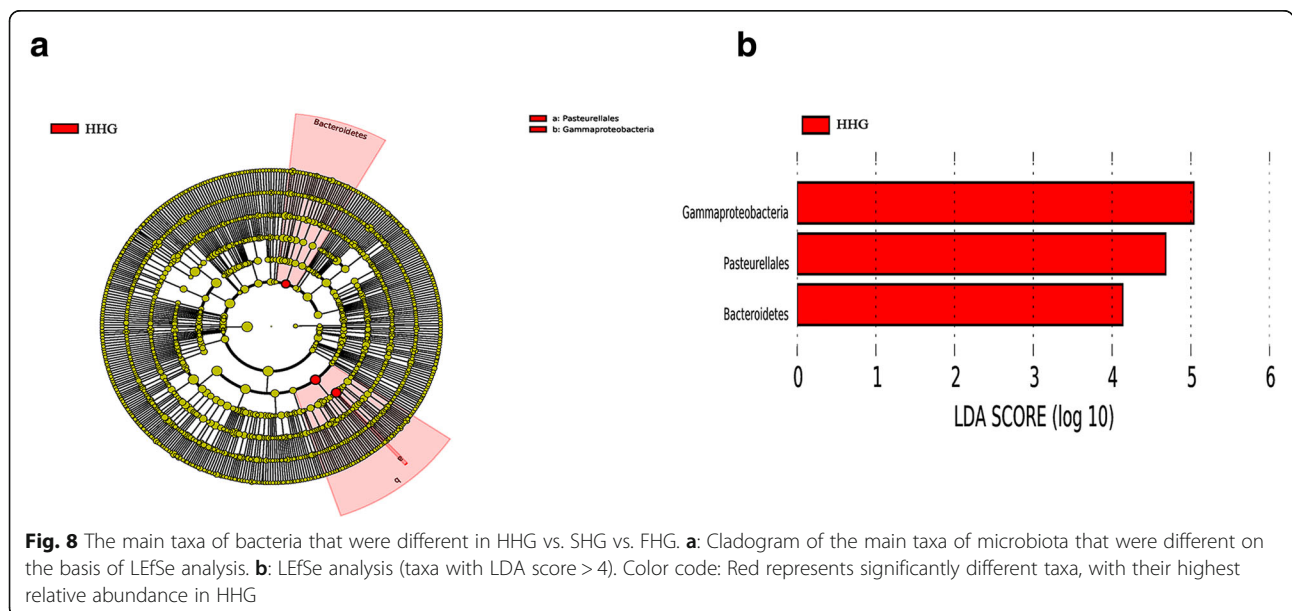 a
b
HHG
Bacteroidetes
a: Pasteurellales
b: Gammaproteobacteria
a
b
HHG
Gammaproteobacteria
Pasteurellales
Bacteroidetes
0 1 2 3 4 5 6
LDA SCORE (log 10)
Fig. 8 The main taxa of bacteria that were different in HHG vs. SHG vs. FHG. a: Cladogram of the main taxa of microbiota that were different on
the basis of LEfSe analysis. b: LEfSe analysis (taxa with LDA score > 4). Color code: Red represents significantly different taxa, with their highest
relative abundance in HHG